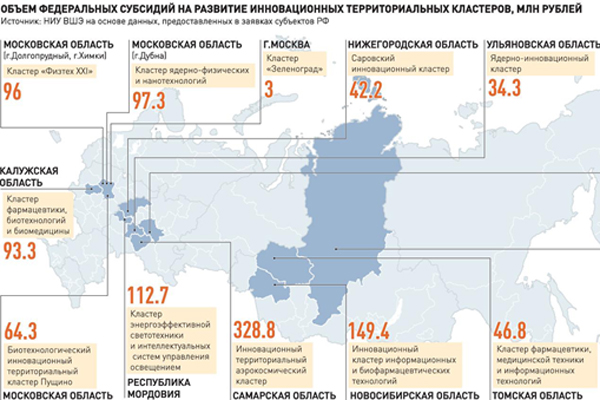 ОБЪЕМ ФЕДЕРАЛЬНЫХ СУБСИДИЙ НА РАЗВИТИЕ ИННОВАЦИОННЫХ ТЕРРИТОРИАЛЬНЫХ КЛАСТЕРОВ, МЛН РУБЛЕЙ
Источник: НИУ ВШЭ на основе данных, предоставленных в заявках субъектов РФ
МОСКОВСКАЯ ОБЛАСТЬ
(г.Долгопрудный, г.Химки)
Кластер «Физтех XXI»
96
МОСКОВСКАЯ ОБЛАСТЬ
(г.Дубна)
Кластер ядерно-физических
и нанотехнологий
97.3
Г.МОСКВА
Кластер
«Зеленоград»
3
НИЖЕГОРОДСКАЯ ОБЛАСТЬ
Саровский
инновационный кластер
42.2
УЛЬЯНОВСКАЯ ОБЛАСТЬ
Ядерно-инновационный
кластер
34.3
КАЛУЖСКАЯ
ОБЛАСТЬ
Кластер
фармацевтики,
биотехнологий
и биомедицины
93.3
64.3
Биотехнологический
инновационный
территориальный
кластер Пущино
МОСКОВСКАЯ ОБЛАСТЬ
112.7
Кластер
энергоэффективной
светотехники
и интеллектуальных
систем управления
освещением
РЕСПУБЛИКА
МОРДОВИЯ
328.8
Инновационный
территориальный
аэрокосмический
кластер
САМАРСКАЯ ОБЛАСТЬ
149.4
Инновационный
кластер информационных
и биофармацевтических
технологий
НОВОСИБИРСКАЯ ОБЛАСТЬ
46.8
Кластер фармацевтики,
медицинской техники
и информационных
технологий
ТОМСКАЯ ОБЛАСТЬ